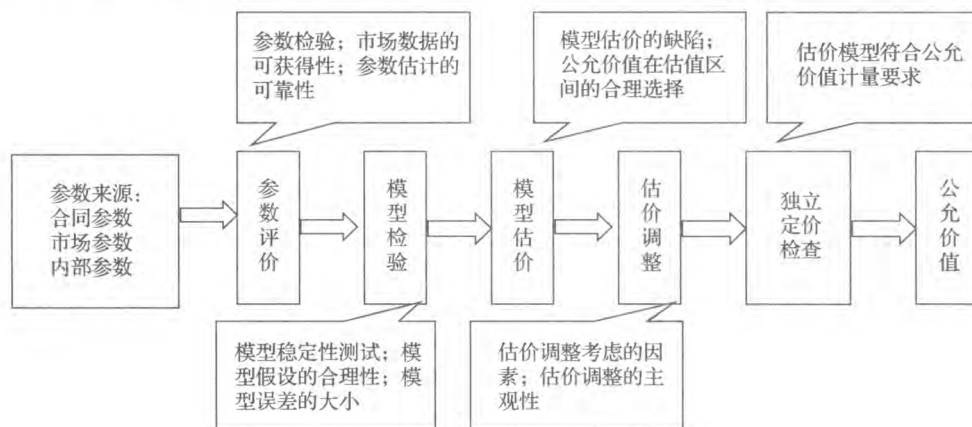 参数检验；市场数据的
可获得性；参数估计的
可靠性
模型估价的缺陷；
公允价值在估值区
间的合理选择
估价模型符合公允
价值计量要求
参数来源：
合同参数
市场参数
内部参数
参数评价
模型检验
模型估价
估价调整
独立
定价
检查
公允价值
模型稳定性测试；模
型假设的合理性；模
型误差的大小
估价调整考虑的因
素；估价调整的主
观性